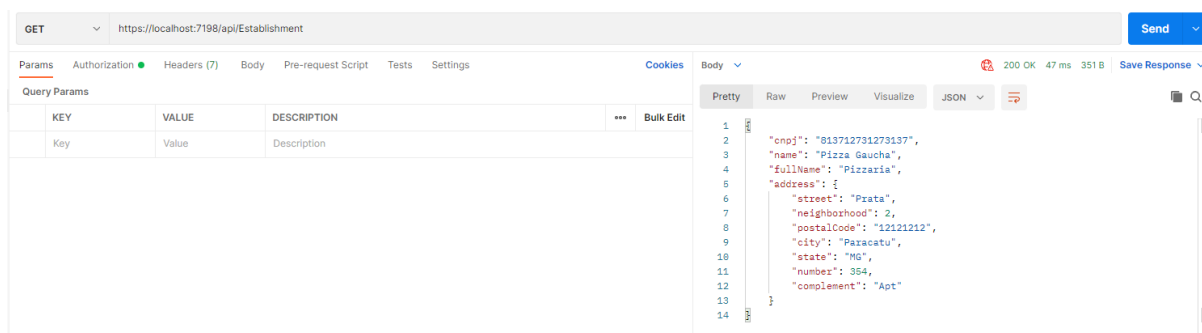 GET https://localhost:7198/api/Establishment Send
Params Authorization Headers (7) Body Pre-request Script Tests Settings Cookies
Query Params
KEY VALUE DESCRIPTION ooo Bulk Edit
Key Value Description
Body 200 OK 47 ms 351 B Save Response
Pretty Raw Preview Visualize JSON
1 {
2 "cnpj": "813712731273137",
3 "name": "Pizza Gaucha",
4 "fullName": "Pizzaria",
5 "address": {
6 "street": "Prata",
7 "neighborhood": 2,
8 "postalCode": "12121212",
9 "city": "Paracatu",
10 "state": "MG",
11 "number": 354,
12 "complement": "Apt"
13 }
14 }